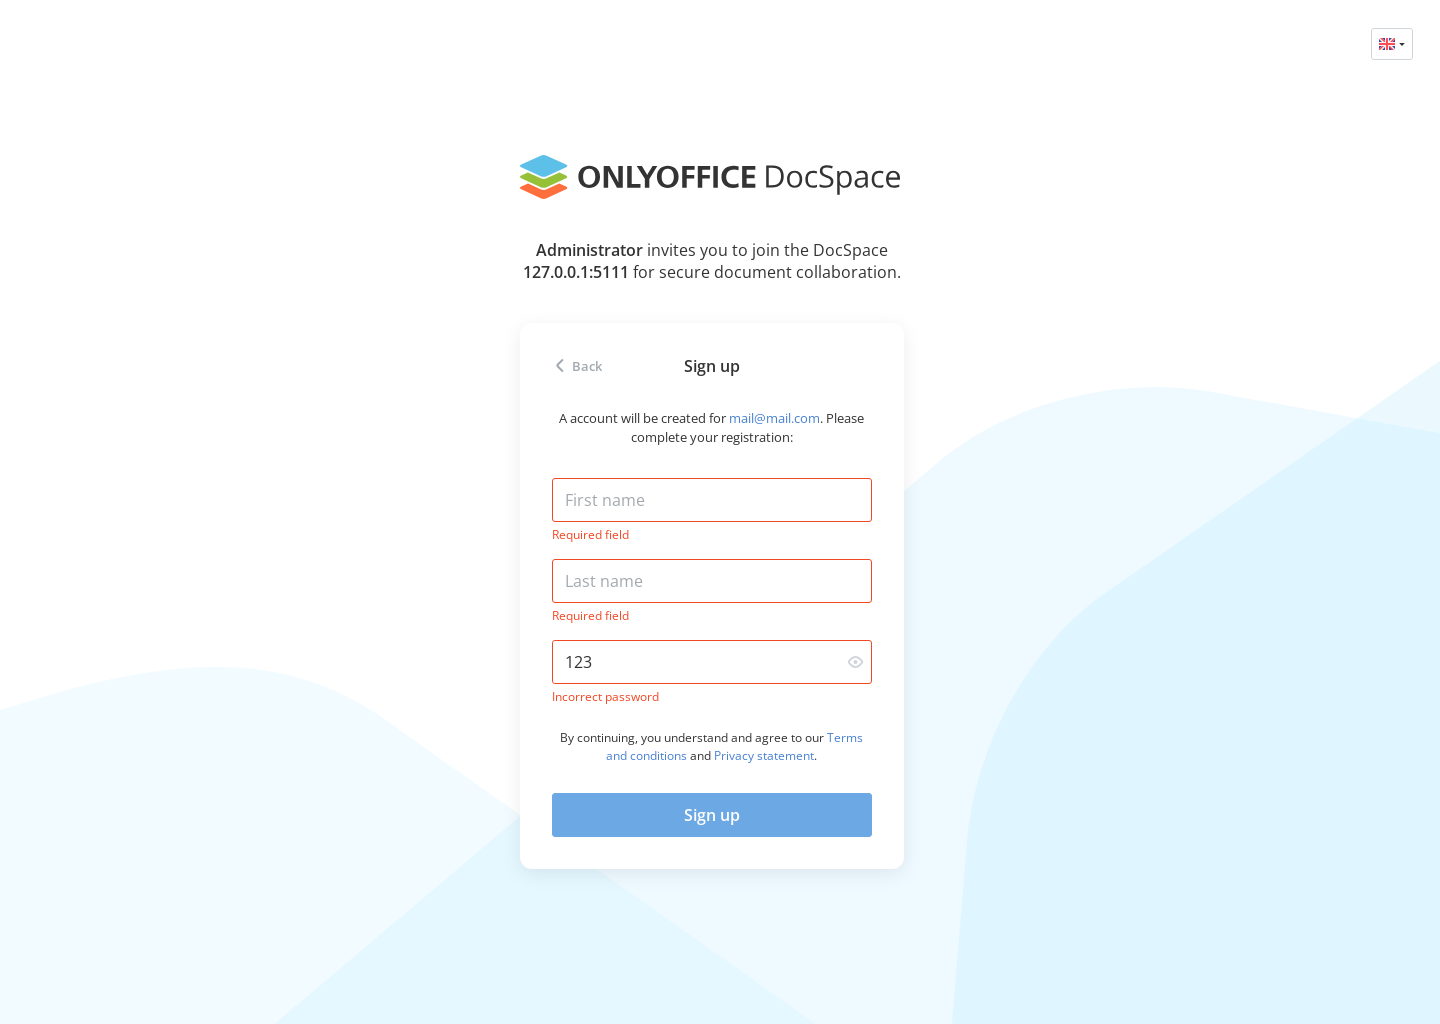 ONLYOFFICE DocSpace
Administrator invites you to join the DocSpace
127.0.0.1:5111 for secure document collaboration.
Back
Sign up
A account will be created for mail@mail.com. Please
complete your registration:
First name
Required field
Last name
Required field
123
Incorrect password
By continuing, you understand and agree to our Terms
and conditions and Privacy statement.
Sign up